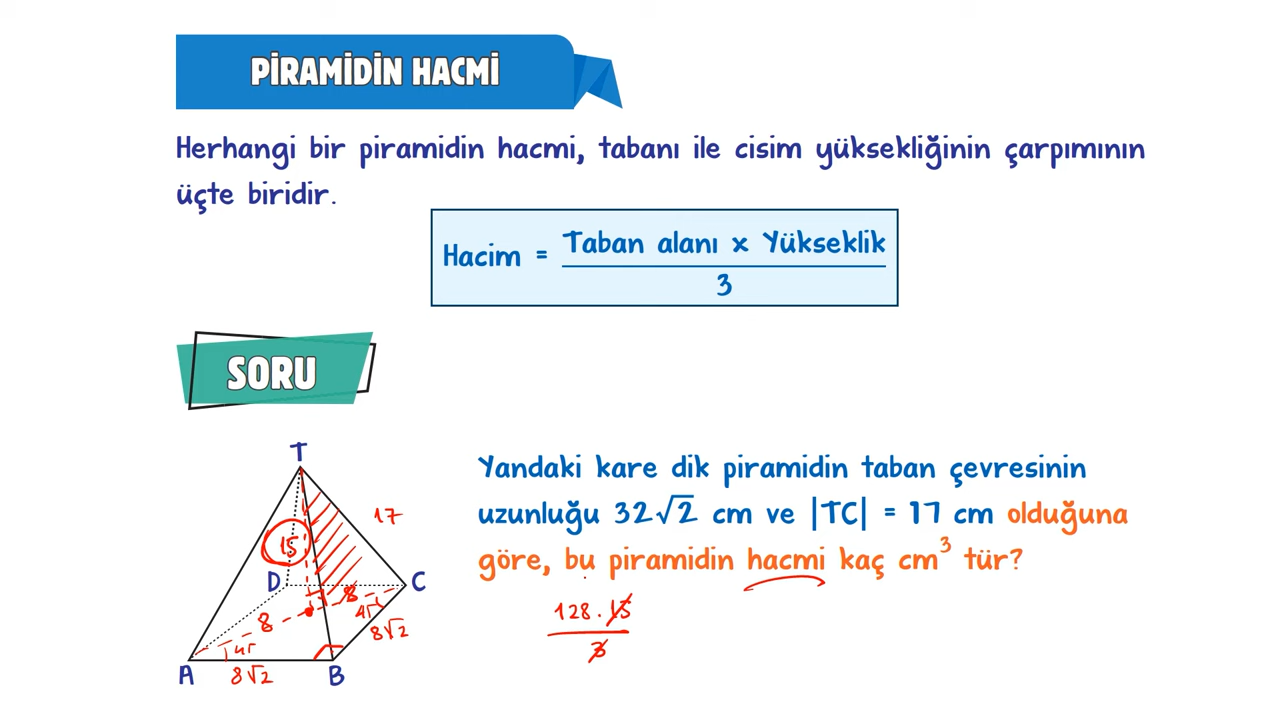 PİRAMİDİN HACMİ
Herhangi bir piramidin hacmi, tabanı ile cisim yüksekliğinin çarpımının
üçte biridir.
Hacim = Taban alanı x Yükseklik
3
SORU
T
Yandaki kare dik piramidin taban çevresinin
uzunluğu 32√2 cm ve |TC| = 17 cm olduğuna
göre, bu piramidin hacmi kaç cm³ tür?
17
15
D
C
8
8
45
8√2
45
A
8√2
B
128 . 15
3